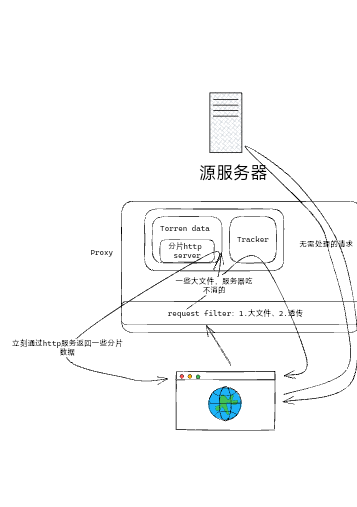 源服务器
Torren data
分片http
server
Tracker
无需处理的请求
Proxy
一些大文件、服务器吃
不消的
request filter: 1.大文件、2.透传
立刻通过http服务返回一些分片
数据